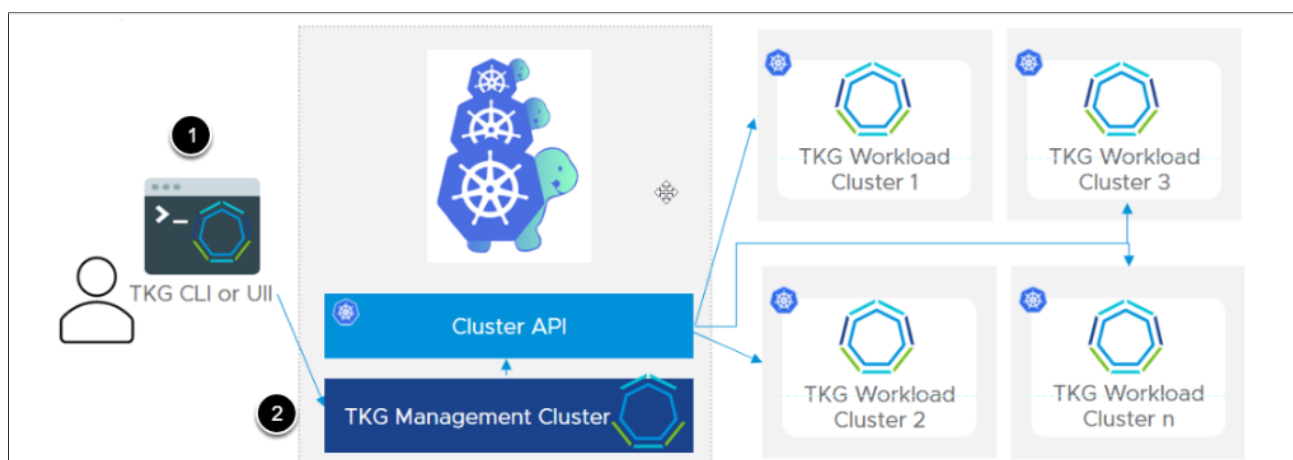 1
>_
TKG CLI or UII
Cluster API
2
TKG Management Cluster
TKG Workload
Cluster 1
TKG Workload
Cluster 3
TKG Workload
Cluster 2
TKG Workload
Cluster n